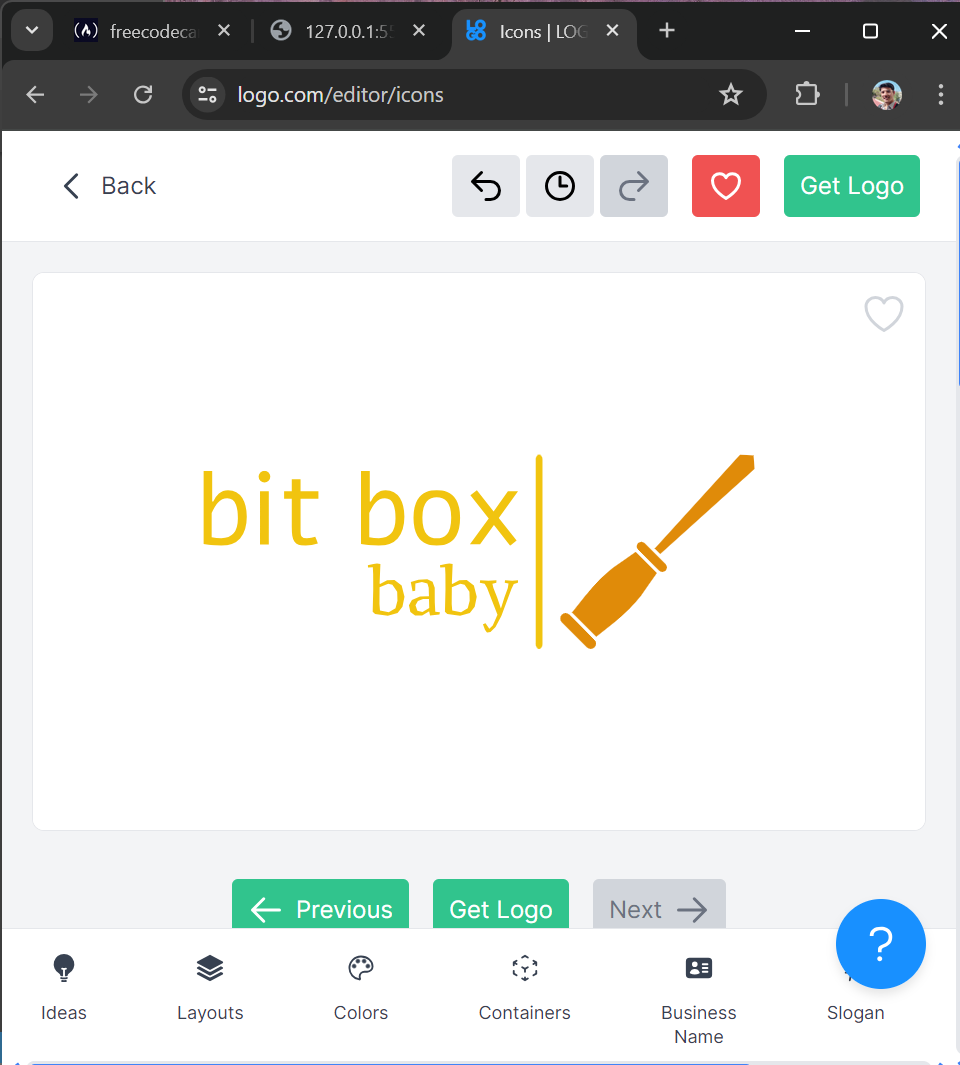 freecodeca
127.0.0.1:55
Icons | LOG
logo.com/editor/icons
Back
Get Logo
bit box
baby
Previous
Get Logo
Next
?
Ideas
Layouts
Colors
Containers
Business
Name
Slogan